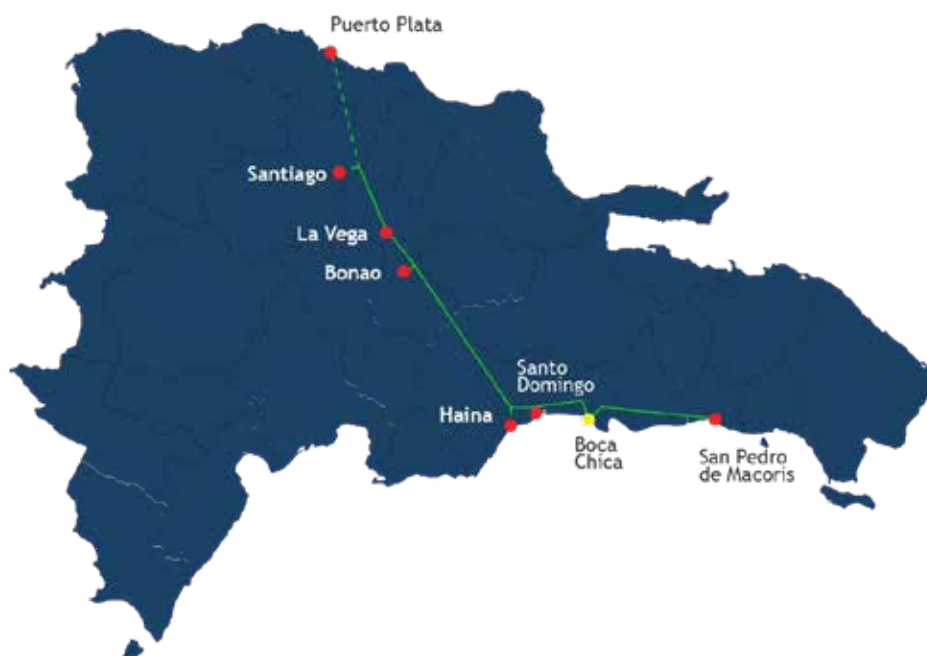 Puerto Plata
Santiago
La Vega
Bonao
Santo
Domingo
Haina
Boca
Chica
San Pedro
de Macoris